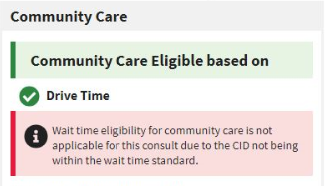 Community Care
Community Care Eligible based on
Drive Time
Wait time eligibility for community care is not
applicable for this consult due to the CID not being
within the wait time standard.